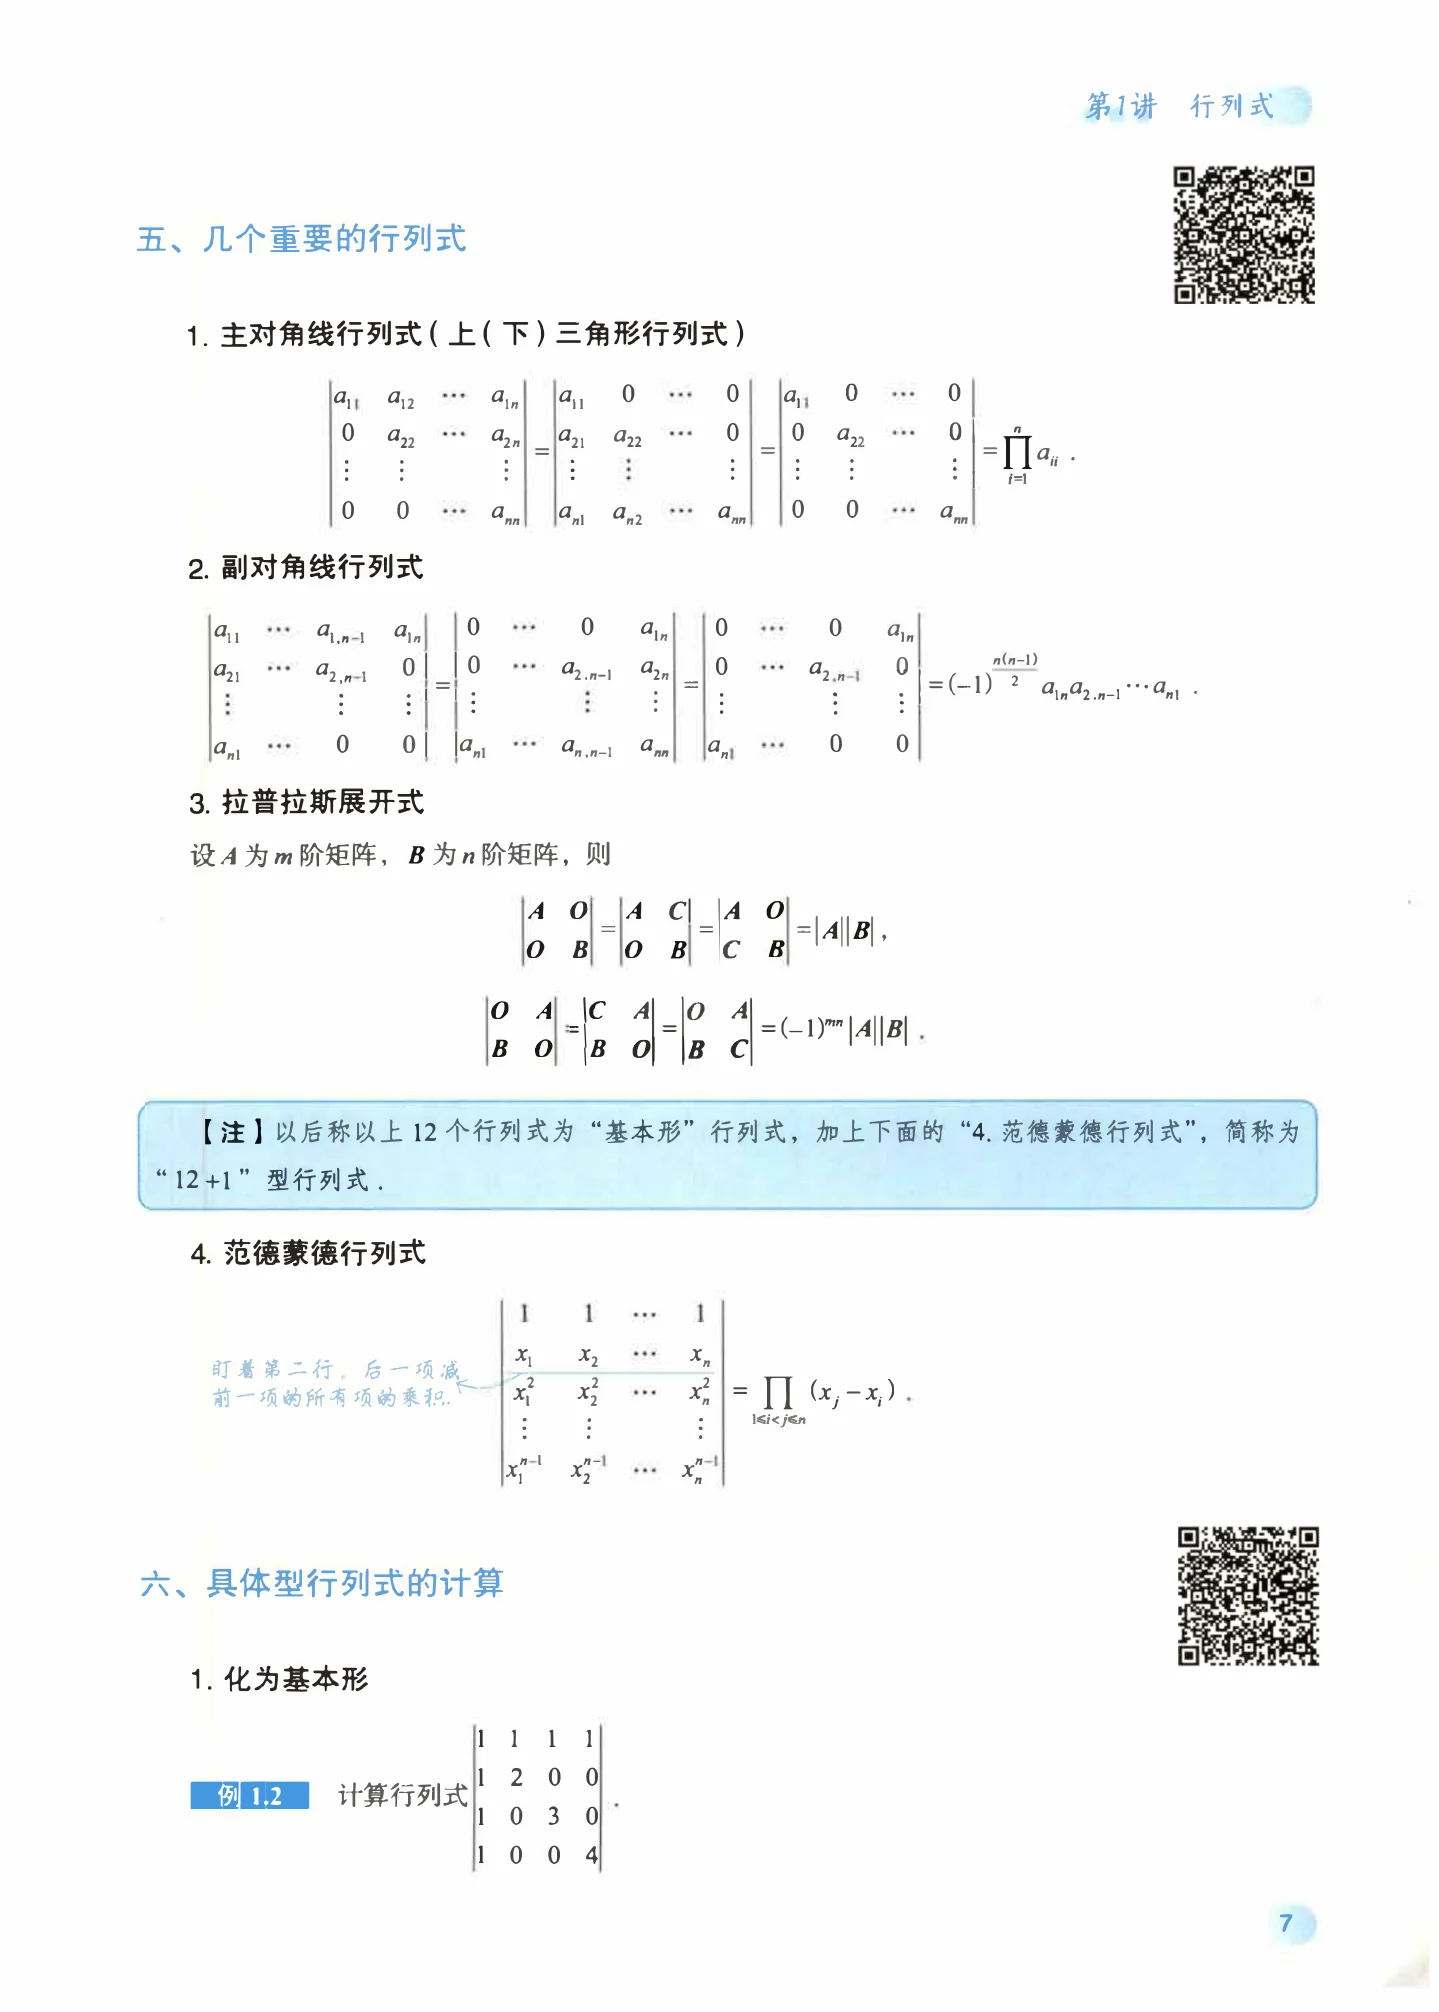 第1讲 行列式
五、几个重要的行列式
1. 主对角线行列式(上(下)三角形行列式)
$$\begin{vmatrix} a_{11} & a_{12} & \cdots & a_{1n} \\ 0 & a_{22} & \cdots & a_{2n} \\ \vdots & \vdots & & \vdots \\ 0 & 0 & \cdots & a_{nn} \end{vmatrix} = \begin{vmatrix} a_{11} & 0 & \cdots & 0 \\ a_{21} & a_{22} & \cdots & 0 \\ \vdots & \vdots & & \vdots \\ a_{n1} & a_{n2} & \cdots & a_{nn} \end{vmatrix} = \begin{vmatrix} a_{11} & 0 & \cdots & 0 \\ 0 & a_{22} & \cdots & 0 \\ \vdots & \vdots & & \vdots \\ 0 & 0 & \cdots & a_{nn} \end{vmatrix} = \prod_{i=1}^{n} a_{ii} .$$
2. 副对角线行列式
$$\begin{vmatrix} a_{11} & \cdots & a_{1,n-1} & a_{1n} \\ a_{21} & \cdots & a_{2,n-1} & 0 \\ \vdots & & \vdots & \vdots \\ a_{n1} & \cdots & 0 & 0 \end{vmatrix} = \begin{vmatrix} 0 & \cdots & 0 & a_{1n} \\ 0 & \cdots & a_{2,n-1} & a_{2n} \\ \vdots & & \vdots & \vdots \\ a_{n1} & \cdots & a_{n,n-1} & a_{nn} \end{vmatrix} = \begin{vmatrix} 0 & \cdots & 0 & a_{1n} \\ 0 & \cdots & a_{2,n-1} & 0 \\ \vdots & & \vdots & \vdots \\ a_{n1} & \cdots & 0 & 0 \end{vmatrix} = (-1)^{\frac{n(n-1)}{2}} a_{1n}a_{2,n-1}\cdots a_{n1} .$$
3. 拉普拉斯展开式
设 A 为 m 阶矩阵, B 为 n 阶矩阵, 则
$$\begin{vmatrix} A & O \\ O & B \end{vmatrix} = \begin{vmatrix} A & C \\ O & B \end{vmatrix} = \begin{vmatrix} A & O \\ C & B \end{vmatrix} = |A||B| ,$$
$$\begin{vmatrix} O & A \\ B & O \end{vmatrix} = \begin{vmatrix} C & A \\ B & O \end{vmatrix} = \begin{vmatrix} O & A \\ B & C \end{vmatrix} = (-1)^{mn}|A||B| .$$
【注】以后称以上 12 个行列式为“基本形”行列式, 加上下面的“4. 范德蒙德行列式”, 简称为
“12+1” 型行列式 .
4. 范德蒙德行列式
盯着第二行。后一项减
前一项的所有项的乘积.
$$\begin{vmatrix} 1 & 1 & \cdots & 1 \\ x_1 & x_2 & \cdots & x_n \\ x_1^2 & x_2^2 & \cdots & x_n^2 \\ \vdots & \vdots & & \vdots \\ x_1^{n-1} & x_2^{n-1} & \cdots & x_n^{n-1} \end{vmatrix} = \prod_{1 \leqslant i < j \leqslant n} (x_j - x_i) .$$
六、具体型行列式的计算
1. 化为基本形
例 1.2 计算行列式 $$\begin{vmatrix} 1 & 1 & 1 & 1 \\ 1 & 2 & 0 & 0 \\ 1 & 0 & 3 & 0 \\ 1 & 0 & 0 & 4 \end{vmatrix} .$$
7